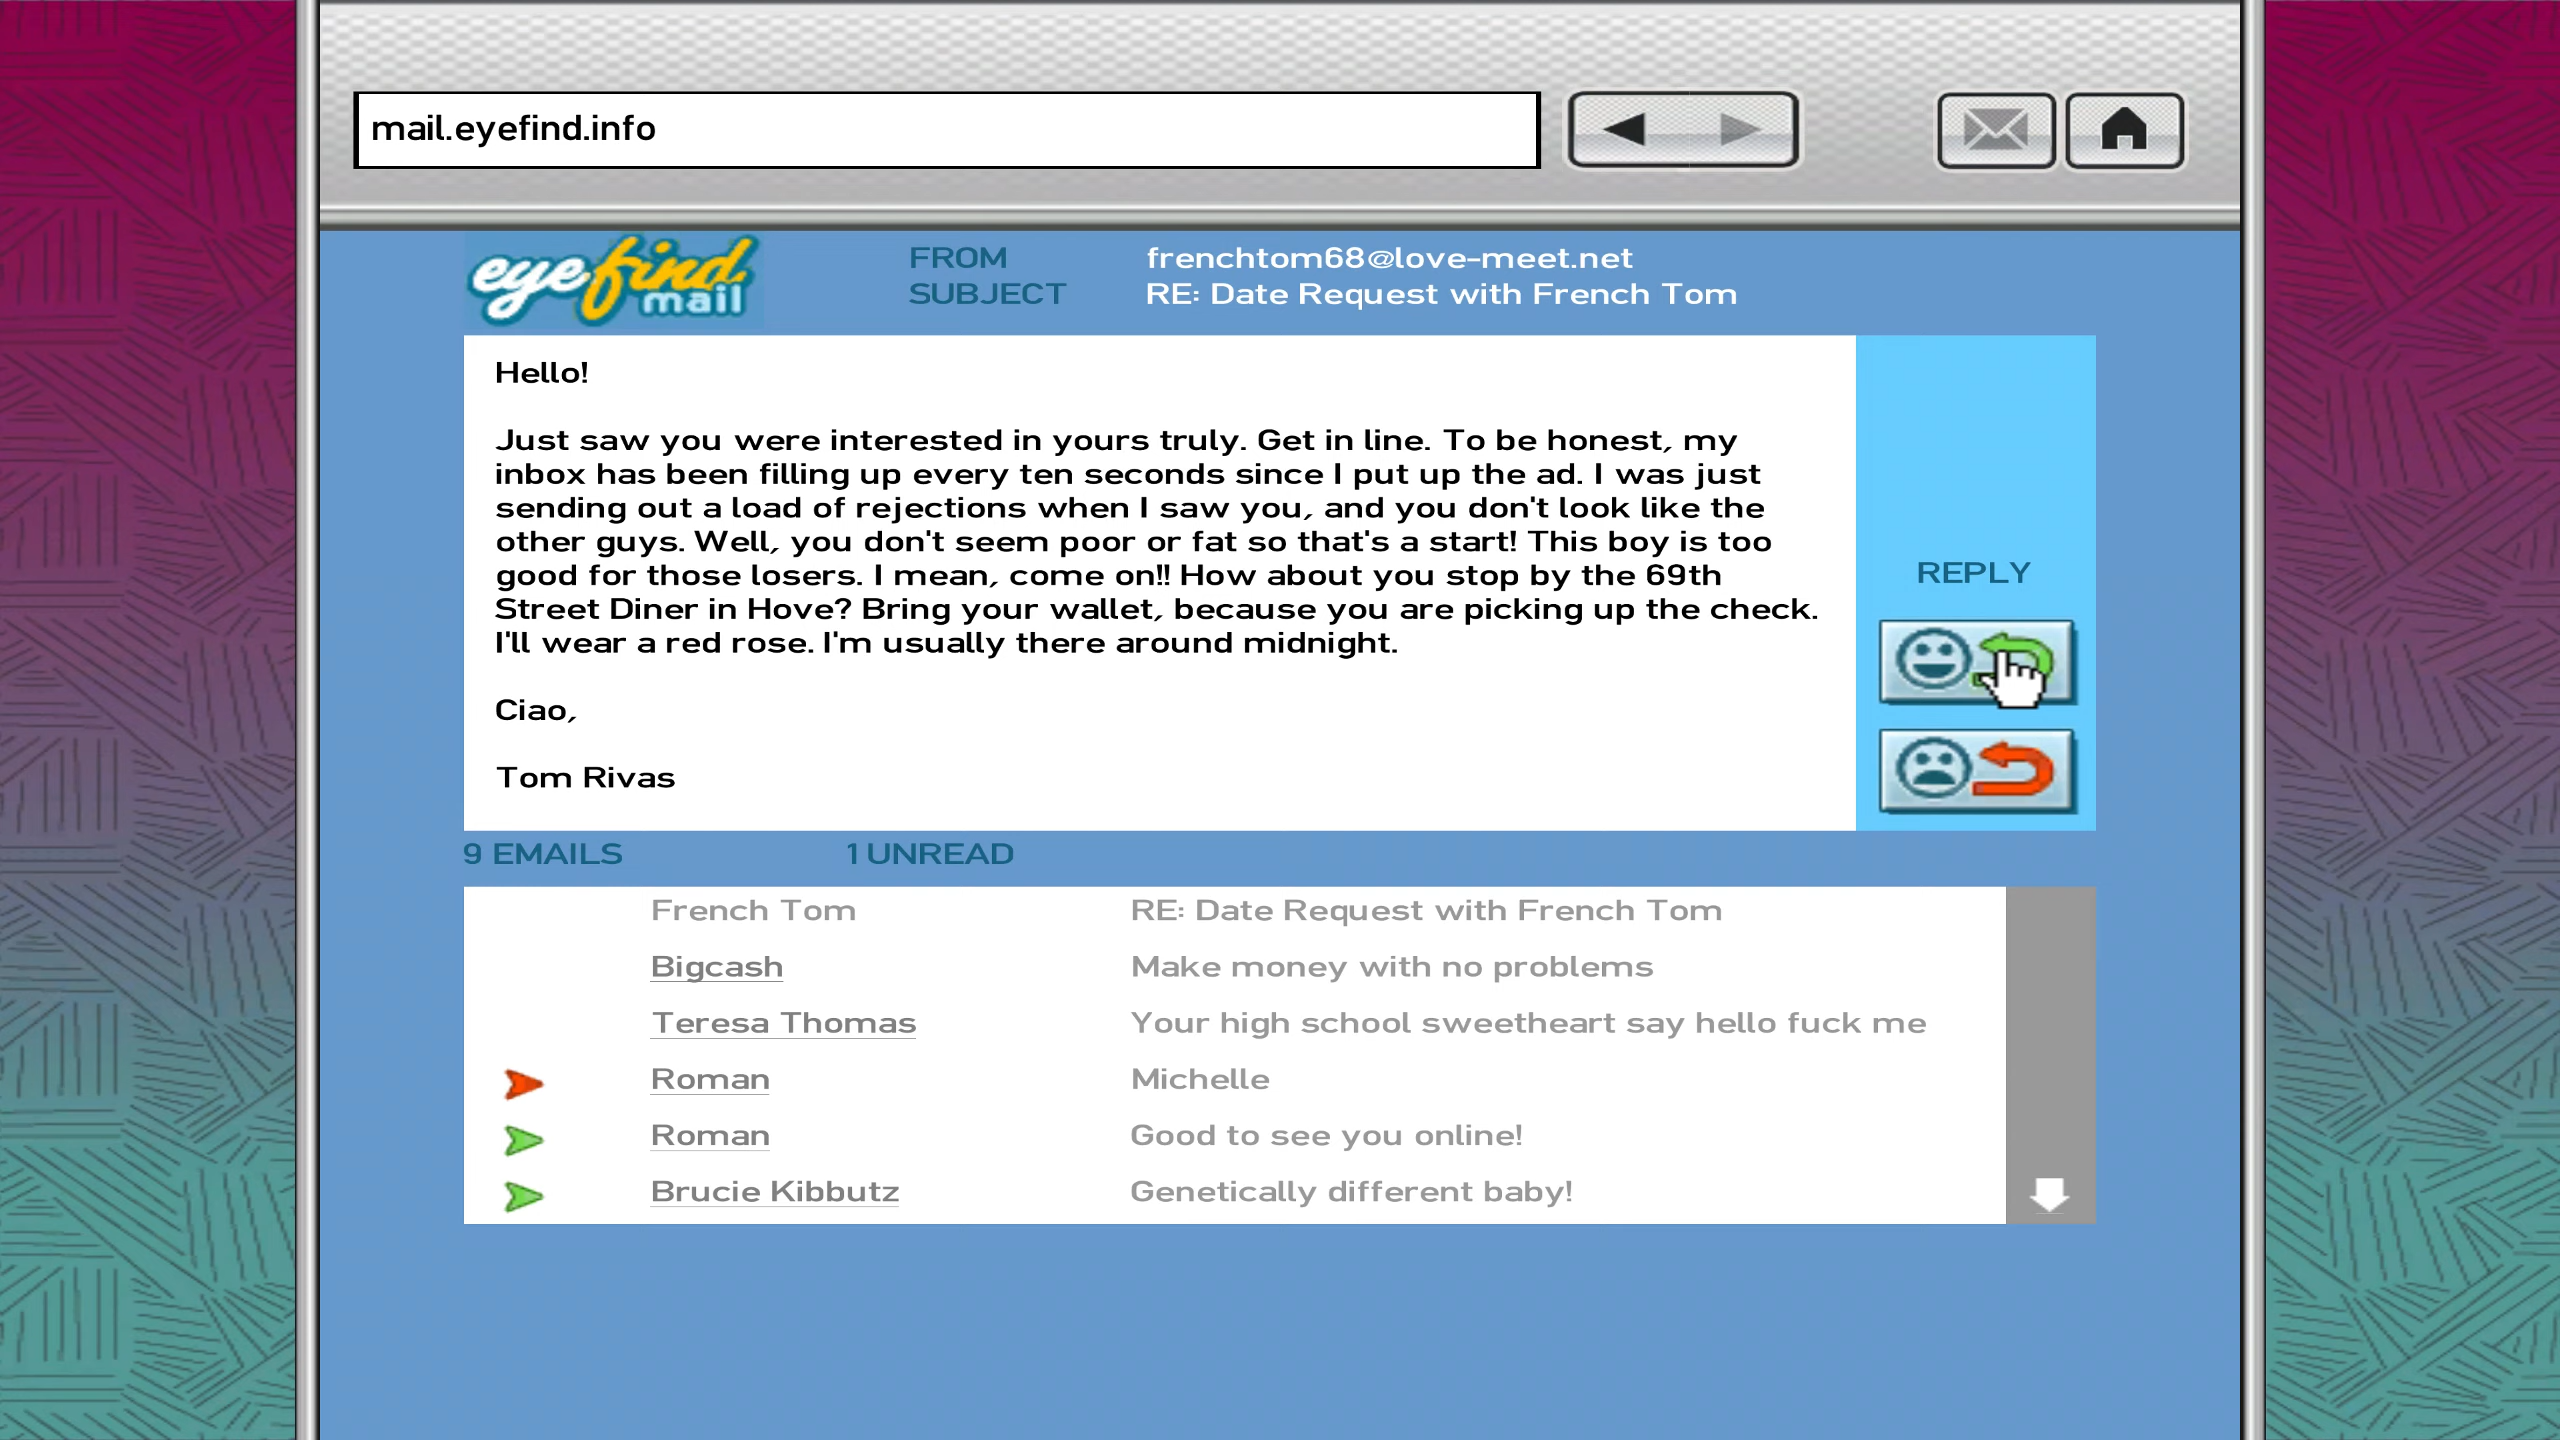 mail.eyefind.info
eyefind mail
FROM frenchtom68@love-meet.net
SUBJECT RE: Date Request with French Tom
Hello!
Just saw you were interested in yours truly. Get in line. To be honest, my
inbox has been filling up every ten seconds since I put up the ad. I was just
sending out a load of rejections when I saw you, and you don't look like the
other guys. Well, you don't seem poor or fat so that's a start! This boy is too
good for those losers. I mean, come on!! How about you stop by the 69th
Street Diner in Hove? Bring your wallet, because you are picking up the check.
I'll wear a red rose. I'm usually there around midnight.
Ciao,
Tom Rivas
REPLY
9 EMAILS 1 UNREAD
French Tom RE: Date Request with French Tom
Bigcash Make money with no problems
Teresa Thomas Your high school sweetheart say hello fuck me
Roman Michelle
Roman Good to see you online!
Brucie Kibbutz Genetically different baby!